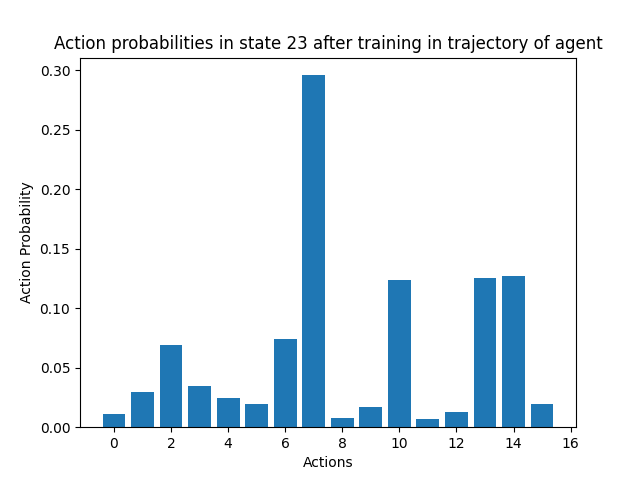 Action probabilities in state 23 after training in trajectory of agent
0.30
0.25
0.20
0.15
0.10
0.05
0.00
Action Probability
0 2 4 6 8 10 12 14 16
Actions